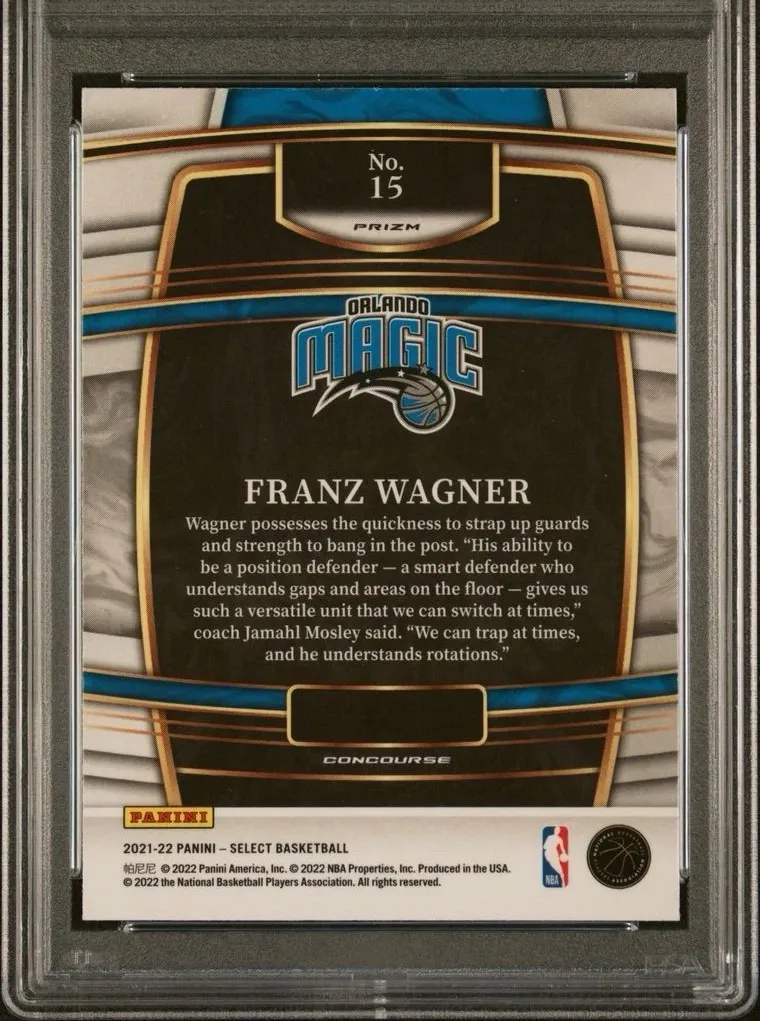 No.
15
PRIZM
ORLANDO
MAGIC
FRANZ WAGNER
Wagner possesses the quickness to strap up guards
and strength to bang in the post. “His ability to
be a position defender — a smart defender who
understands gaps and areas on the floor — gives us
such a versatile unit that we can switch at times,”
coach Jamahl Mosley said. “We can trap at times,
and he understands rotations.”
CONCOURSE
PANINI
2021-22 PANINI – SELECT BASKETBALL
帕尼尼 © 2022 Panini America, Inc. © 2022 NBA Properties, Inc. Produced in the USA.
© 2022 the National Basketball Players Association. All rights reserved.
NBA
PSA